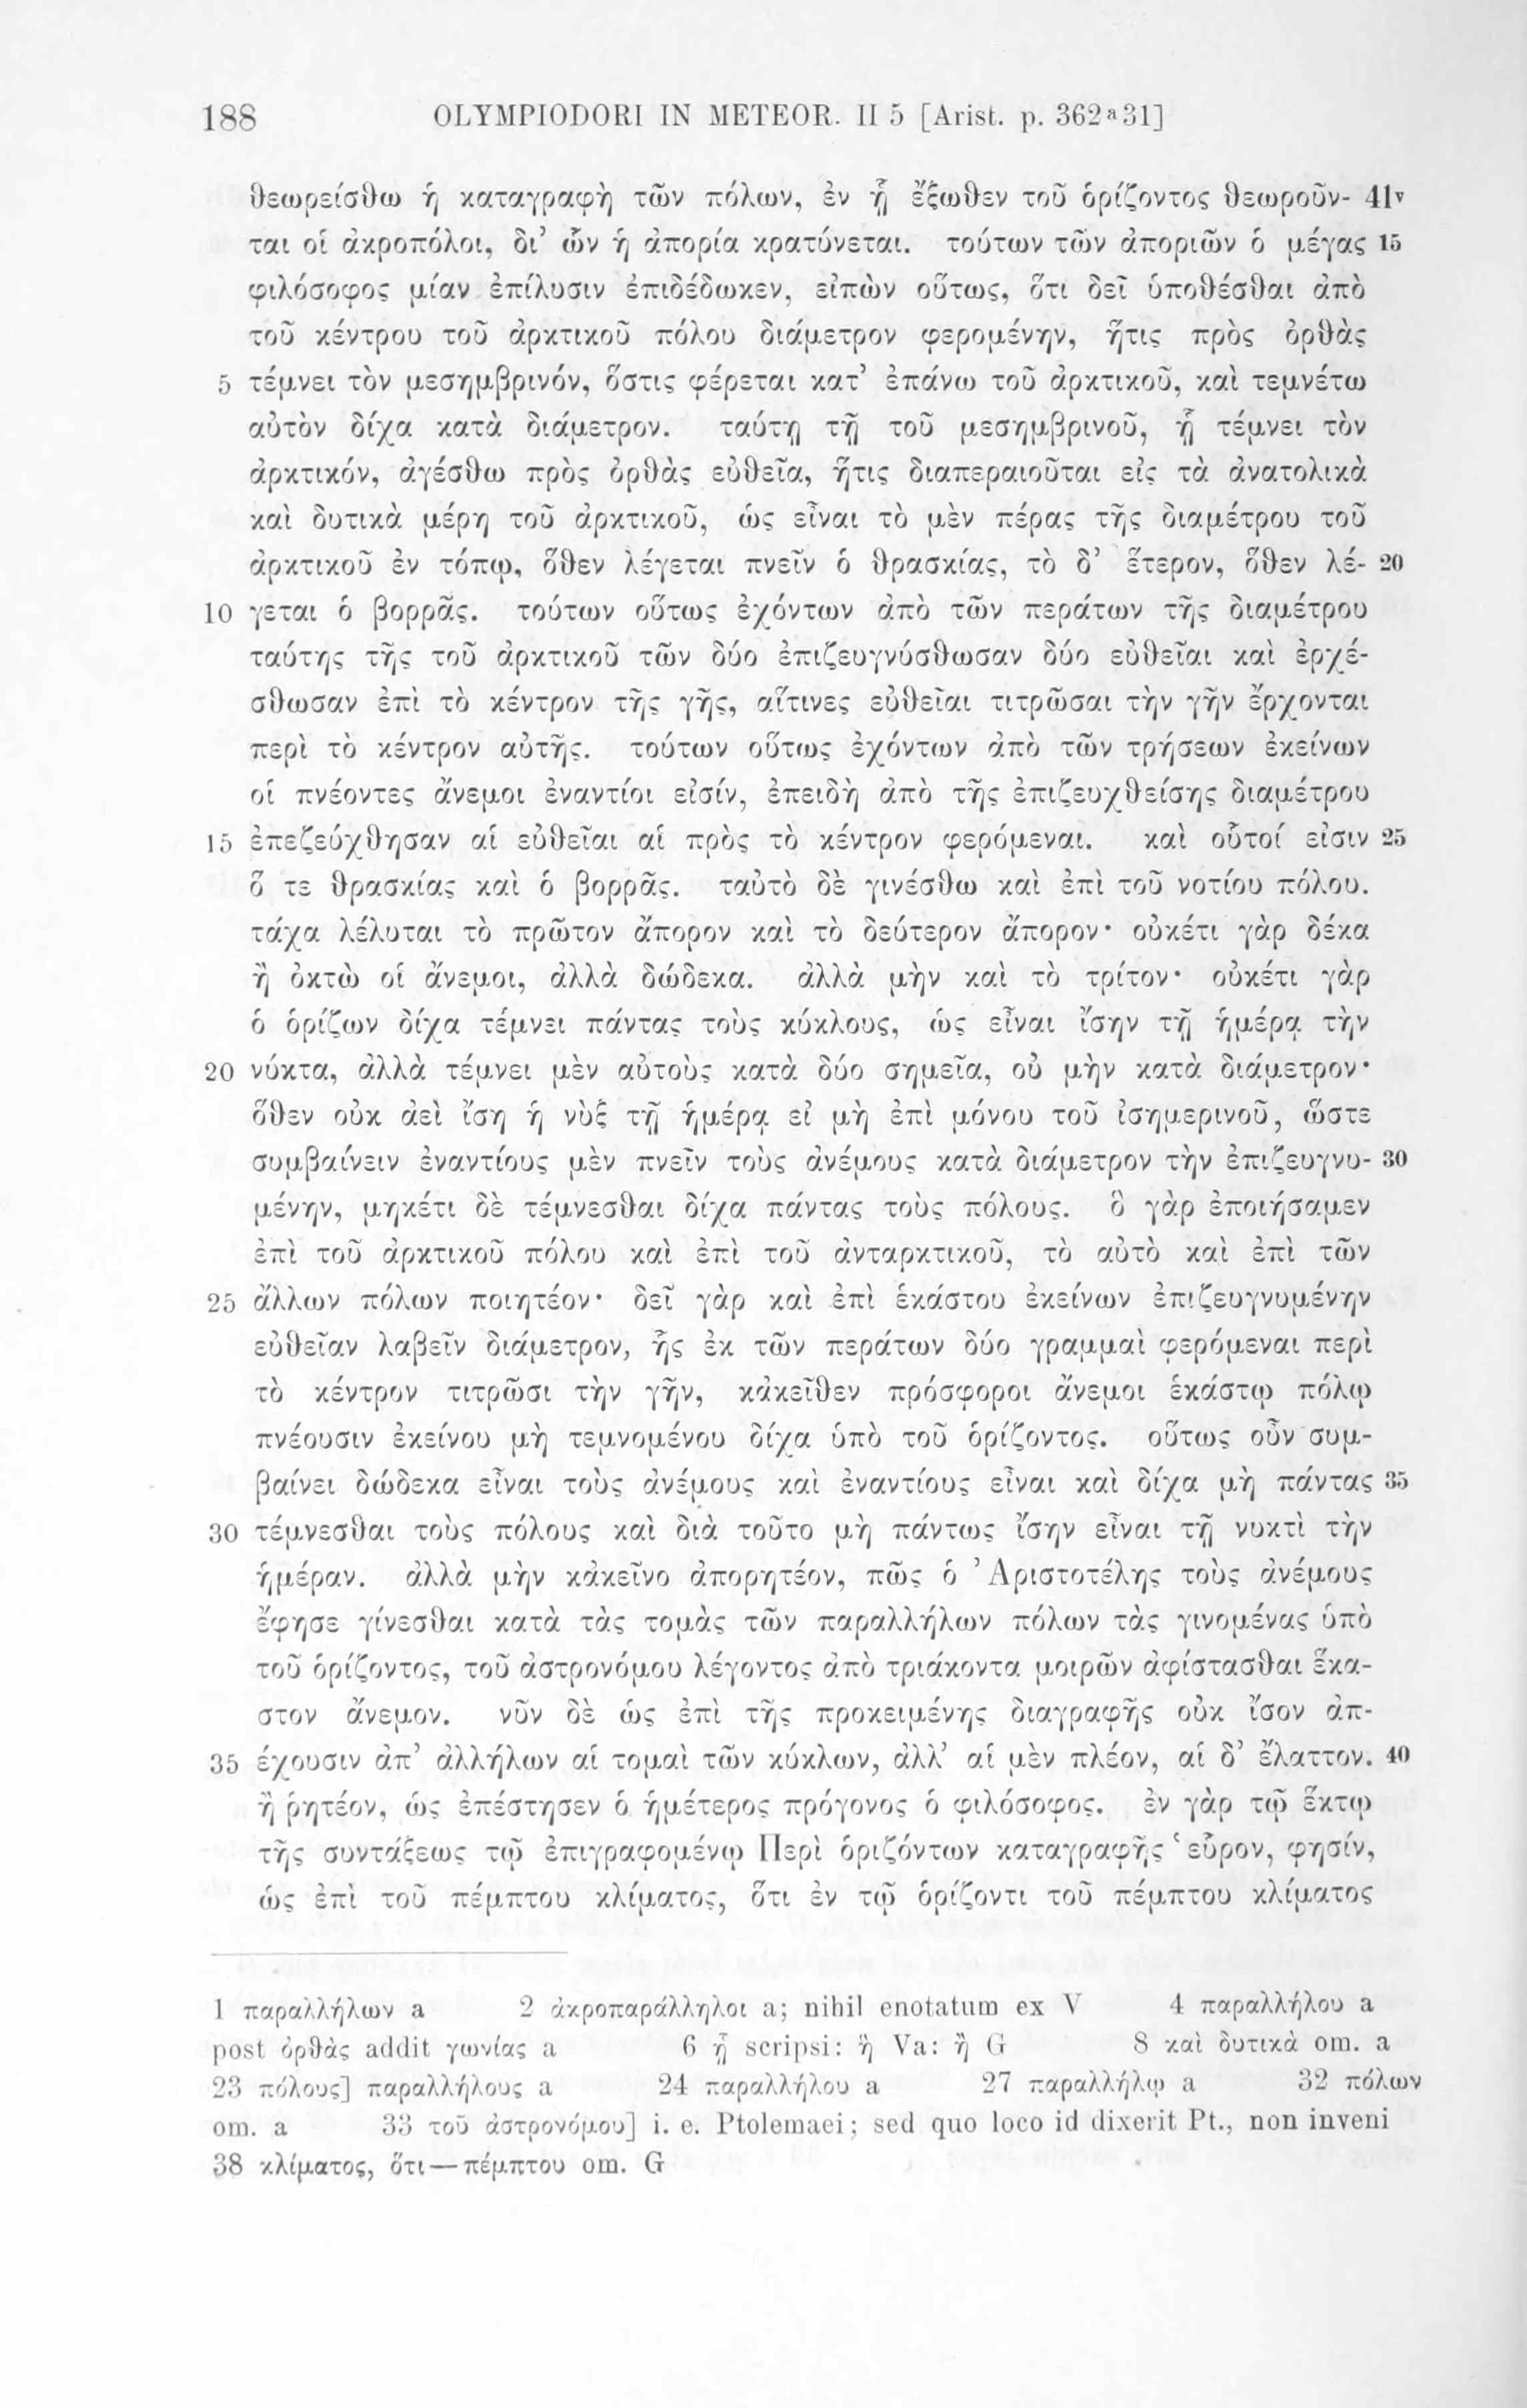 188 OLYMPIODORI IN METEOR. II 5 [Arist. p. 362ª31]
θεωρείσθω ἡ καταγραφὴ τῶν πόλων, ἐν ᾗ ἔξωθεν τοῦ ὁρίζοντος θεωροῦν- 41v
ται οἱ ἀκροπόλοι, δι’ ὧν ἡ ἀπορία κρατύνεται. τούτων τῶν ἀποριῶν ὁ μέγας 15
φιλόσοφος μίαν ἐπίλυσιν ἐπιδέδωκεν, εἰπὼν οὕτως, ὅτι δεῖ ὑποθέσθαι ἀπὸ
τοῦ κέντρου τοῦ ἀρκτικοῦ πόλου διάμετρον φερομένην, ἥτις πρὸς ὀρθὰς
5 τέμνει τὸν μεσημβρινόν, ὅστις φέρεται κατ’ ἐπάνω τοῦ ἀρκτικοῦ, καὶ τεμνέτω
αὐτὸν δίχα κατὰ διάμετρον. ταύτῃ τῇ τοῦ μεσημβρινοῦ, ᾗ τέμνει τὸν
ἀρκτικόν, ἀγέσθω πρὸς ὀρθὰς εὐθεῖα, ἥτις διαπεραιοῦται εἰς τὰ ἀνατολικὰ
καὶ δυτικὰ μέρη τοῦ ἀρκτικοῦ, ὡς εἶναι τὸ μὲν πέρας τῆς διαμέτρου τοῦ
ἀρκτικοῦ ἐν τόπῳ, ὅθεν λέγεται πνεῖν ὁ θρασκίας, τὸ δ’ ἕτερον, ὅθεν λέ- 20
10 γεται ὁ βορρᾶς. τούτων οὕτως ἐχόντων ἀπὸ τῶν περάτων τῆς διαμέτρου
ταύτης τῆς τοῦ ἀρκτικοῦ τῶν δύο ἐπιζευγνύσθωσαν δύο εὐθεῖαι καὶ ἐρχέ-
σθωσαν ἐπὶ τὸ κέντρον τῆς γῆς, αἵτινες εὐθεῖαι τιτρῶσαι τὴν γῆν ἔρχονται
περὶ τὸ κέντρον αὐτῆς. τούτων οὕτως ἐχόντων ἀπὸ τῶν τρήσεων ἐκείνων
οἱ πνέοντες ἄνεμοι ἐναντίοι εἰσίν, ἐπειδὴ ἀπὸ τῆς ἐπιζευχθείσης διαμέτρου
15 ἐπεζεύχθησαν αἱ εὐθεῖαι αἱ πρὸς τὸ κέντρον φερόμεναι. καὶ οὗτοί εἰσιν 25
ὅ τε θρασκίας καὶ ὁ βορρᾶς. ταὐτὸ δὲ γινέσθω καὶ ἐπὶ τοῦ νοτίου πόλου.
τάχα λέλυται τὸ πρῶτον ἄπορον καὶ τὸ δεύτερον ἄπορον· οὐκέτι γὰρ δέκα
ἢ ὀκτὼ οἱ ἄνεμοι, ἀλλὰ δώδεκα. ἀλλὰ μὴν καὶ τὸ τρίτον· οὐκέτι γὰρ
ὁ ὁρίζων δίχα τέμνει πάντας τοὺς κύκλους, ὡς εἶναι ἴσην τῇ ἡμέρᾳ τὴν
20 νύκτα, ἀλλὰ τέμνει μὲν αὐτοὺς κατὰ δύο σημεῖα, οὐ μὴν κατὰ διάμετρον·
ὅθεν οὐκ ἀεὶ ἴση ἡ νὺξ τῇ ἡμέρᾳ εἰ μὴ ἐπὶ μόνου τοῦ ἰσημερινοῦ, ὥστε
συμβαίνειν ἐναντίους μὲν πνεῖν τοὺς ἀνέμους κατὰ διάμετρον τὴν ἐπιζευγνυ- 30
μένην, μηκέτι δὲ τέμνεσθαι δίχα πάντας τοὺς πόλους. ὃ γὰρ ἐποιήσαμεν
ἐπὶ τοῦ ἀρκτικοῦ πόλου καὶ ἐπὶ τοῦ ἀνταρκτικοῦ, τὸ αὐτὸ καὶ ἐπὶ τῶν
25 ἄλλων πόλων ποιητέον· δεῖ γὰρ καὶ ἐπὶ ἑκάστου ἐκείνων ἐπιζευγνυμένην
εὐθεῖαν λαβεῖν διάμετρον, ἧς ἐκ τῶν περάτων δύο γραμμαὶ φερόμεναι περὶ
τὸ κέντρον τιτρῶσι τὴν γῆν, κἀκεῖθεν πρόσφοροι ἄνεμοι ἑκάστῳ πόλῳ
πνέουσιν ἐκείνου μὴ τεμνομένου δίχα ὑπὸ τοῦ ὁρίζοντος. οὕτως οὖν συμ-
βαίνει δώδεκα εἶναι τοὺς ἀνέμους καὶ ἐναντίους εἶναι καὶ δίχα μὴ πάντας 35
30 τέμνεσθαι τοὺς πόλους καὶ διὰ τοῦτο μὴ πάντως ἴσην εἶναι τῇ νυκτὶ τὴν
ἡμέραν. ἀλλὰ μὴν κἀκεῖνο ἀπορητέον, πῶς ὁ Ἀριστοτέλης τοὺς ἀνέμους
ἔφησε γίνεσθαι κατὰ τὰς τομὰς τῶν παραλλήλων πόλων τὰς γινομένας ὑπὸ
τοῦ ὁρίζοντος, τοῦ ἀστρονόμου λέγοντος ἀπὸ τριάκοντα μοιρῶν ἀφίστασθαι ἕκα-
στον ἄνεμον. νῦν δὲ ὡς ἐπὶ τῆς προκειμένης διαγραφῆς οὐκ ἴσον ἀπ-
35 έχουσιν ἀπ’ ἀλλήλων αἱ τομαὶ τῶν κύκλων, ἀλλ’ αἱ μὲν πλέον, αἱ δ’ ἔλαττον. 40
ἢ ῥητέον, ὡς ἐπέστησεν ὁ ἡμέτερος πρόγονος ὁ φιλόσοφος. ἐν γὰρ τῷ ἕκτῳ
τῆς συντάξεως τῷ ἐπιγραφομένῳ Περὶ ὁριζόντων καταγραφῆς ‘εὗρον, φησίν,
ὡς ἐπὶ τοῦ πέμπτου κλίματος, ὅτι ἐν τῷ ὁρίζοντι τοῦ πέμπτου κλίματος
1 παραλλήλων a 2 ἀκροπαράλληλοι a; nihil enotatum ex V 4 παραλλήλου a
post ὀρθὰς addit γωνίας a 6 ᾗ scripsi: ἣ Va: ἢ G 8 καὶ δυτικὰ om. a
23 πόλους] παραλλήλους a 24 παραλλήλου a 27 παραλλήλῳ a 32 πόλων
om. a 33 τοῦ ἀστρονόμου] i. e. Ptolemaei; sed quo loco id dixerit Pt., non inveni
38 κλίματος, ὅτι—πέμπτου om. G